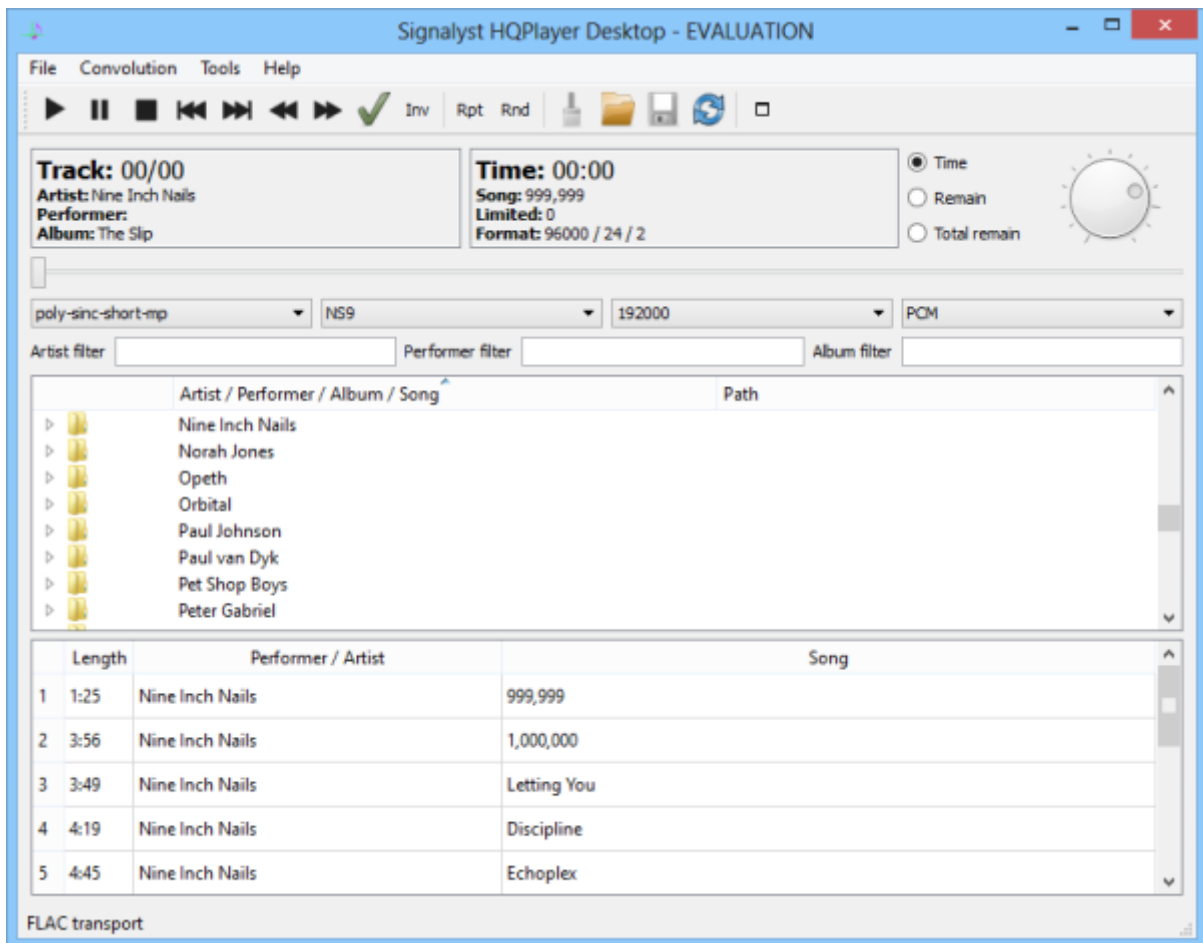 Signalyst HQPlayer Desktop - EVALUATION
File Convolution Tools Help
Inv Rpt Rnd
Track: 00/00
Artist: Nine Inch Nails
Performer:
Album: The Slip
Time: 00:00
Song: 999,999
Limited: 0
Format: 96000 / 24 / 2
Time
Remain
Total remain
poly-sinc-short-mp NS9 192000 PCM
Artist filter Performer filter Album filter
Artist / Performer / Album / Song Path
Nine Inch Nails
Norah Jones
Opeth
Orbital
Paul Johnson
Paul van Dyk
Pet Shop Boys
Peter Gabriel
Length Performer / Artist Song
1 1:25 Nine Inch Nails 999,999
2 3:56 Nine Inch Nails 1,000,000
3 3:49 Nine Inch Nails Letting You
4 4:19 Nine Inch Nails Discipline
5 4:45 Nine Inch Nails Echoplex
FLAC transport